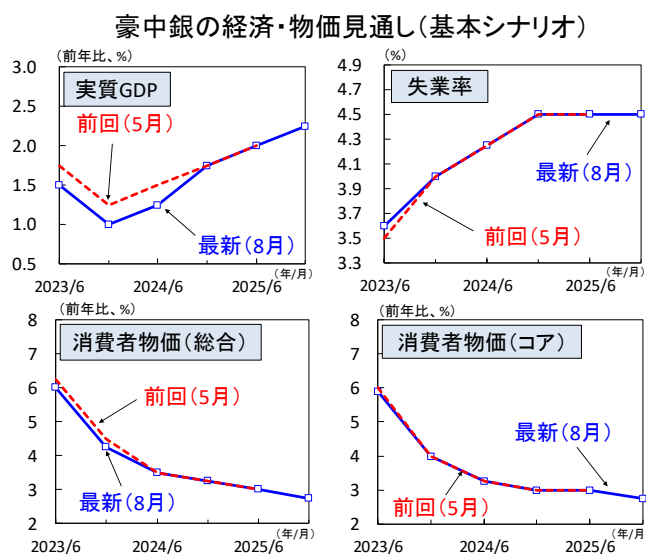 豪中銀の経済・物価見通し(基本シナリオ)
(前年比、%)
実質GDP
3.0
2.5
2.0
1.5
1.0
0.5
前回(5月)
最新(8月)
(年/月)
2023/6
2024/6
2025/6
(%)
失業率
4.9
4.7
4.5
4.3
4.1
3.9
3.7
3.5
3.3
最新(8月)
前回(5月)
(年/月)
2023/6
2024/6
2025/6
(前年比、%)
消費者物価(総合)
8
7
6
5
4
3
2
前回(5月)
最新(8月)
(年/月)
2023/6
2024/6
2025/6
(前年比、%)
消費者物価(コア)
8
7
6
5
4
3
2
最新(8月)
前回(5月)
(年/月)
2023/6
2024/6
2025/6